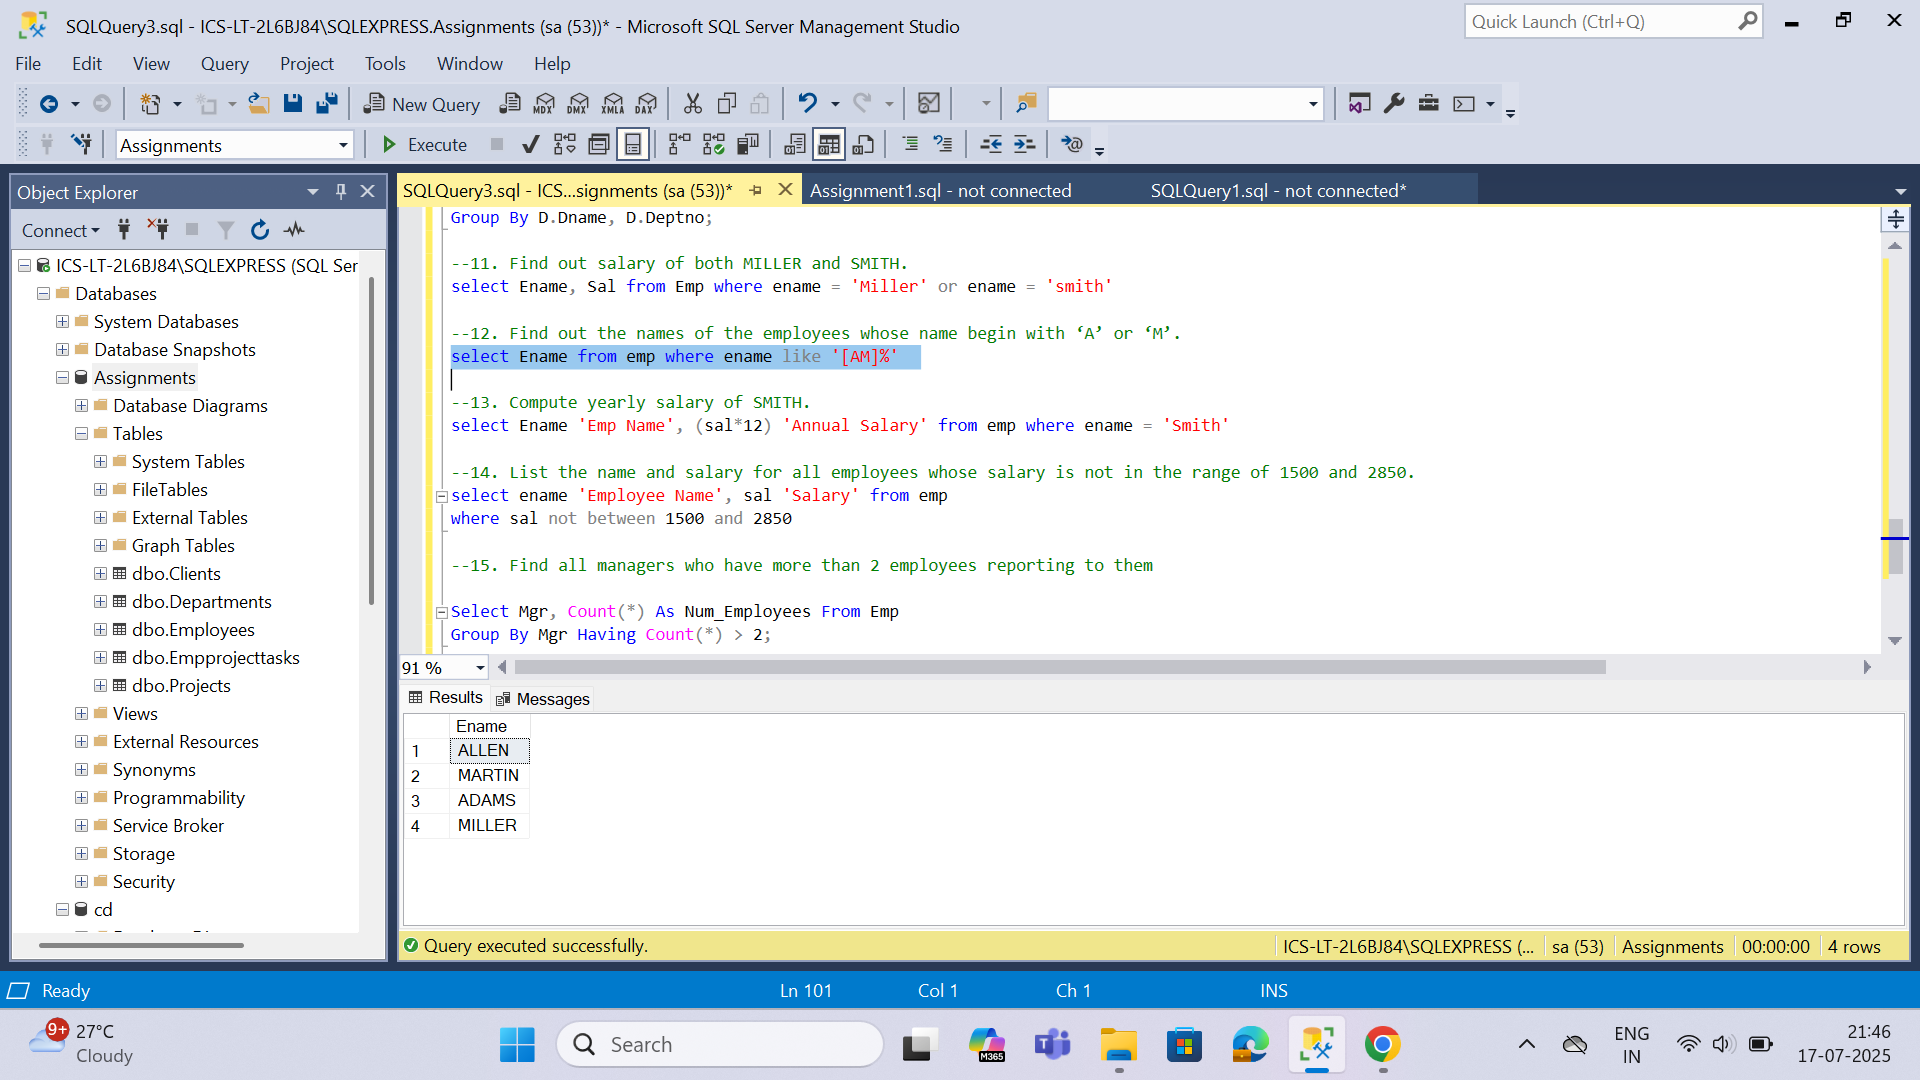 SQLQuery3.sql - ICS-LT-2L6BJ84\SQLEXPRESS.Assignments (sa (53))* - Microsoft SQL Server Management Studio
Quick Launch (Ctrl+Q)
File Edit View Query Project Tools Window Help
New Query
MDX DMX XMLA DAX
Assignments
Execute
Object Explorer
SQLQuery3.sql - ICS...signments (sa (53))*
Assignment1.sql - not connected
SQLQuery1.sql - not connected*
Connect
ICS-LT-2L6BJ84\SQLEXPRESS (SQL Ser
Databases
System Databases
Database Snapshots
Assignments
Database Diagrams
Tables
System Tables
FileTables
External Tables
Graph Tables
dbo.Clients
dbo.Departments
dbo.Employees
dbo.Empprojecttasks
dbo.Projects
Views
External Resources
Synonyms
Programmability
Service Broker
Storage
Security
cd
Group By D.Dname, D.Deptno;
--11. Find out salary of both MILLER and SMITH.
select Ename, Sal from Emp where ename = 'Miller' or ename = 'smith'
--12. Find out the names of the employees whose name begin with ‘A’ or ‘M’.
select Ename from emp where ename like '[AM]%'
--13. Compute yearly salary of SMITH.
select Ename 'Emp Name', (sal*12) 'Annual Salary' from emp where ename = 'Smith'
--14. List the name and salary for all employees whose salary is not in the range of 1500 and 2850.
select ename 'Employee Name', sal 'Salary' from emp
where sal not between 1500 and 2850
--15. Find all managers who have more than 2 employees reporting to them
Select Mgr, Count(*) As Num_Employees From Emp
Group By Mgr Having Count(*) > 2;
91 %
Results Messages
Ename
1 ALLEN
2 MARTIN
3 ADAMS
4 MILLER
Query executed successfully.
ICS-LT-2L6BJ84\SQLEXPRESS (... sa (53) Assignments 00:00:00 4 rows
Ready Ln 101 Col 1 Ch 1 INS
9+
27°C
Cloudy
Search
M365
ENG
IN
21:46
17-07-2025